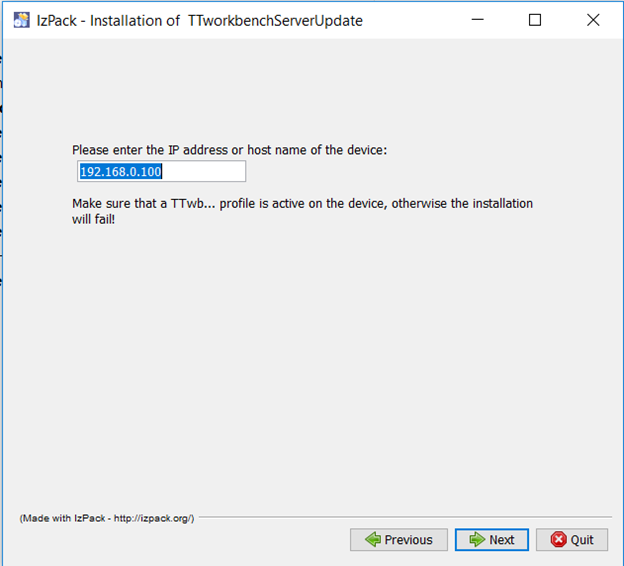 IzPack - Installation of  TTworkbenchServerUpdate
Please enter the IP address or host name of the device:
192.168.0.100
Make sure that a TTwb... profile is active on the device, otherwise the installation
will fail!
(Made with IzPack - http://izpack.org/)
Previous
Next
Quit